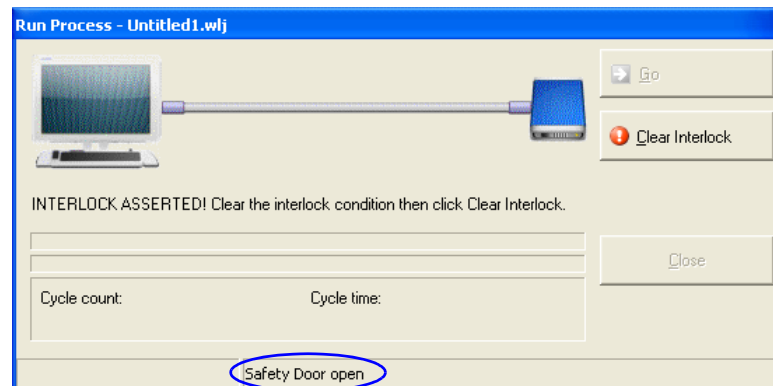 Run Process - Untitled1.wlj
Go
Clear Interlock
INTERLOCK ASSERTED! Clear the interlock condition then click Clear Interlock.
Close
Cycle count: Cycle time:
Safety Door open